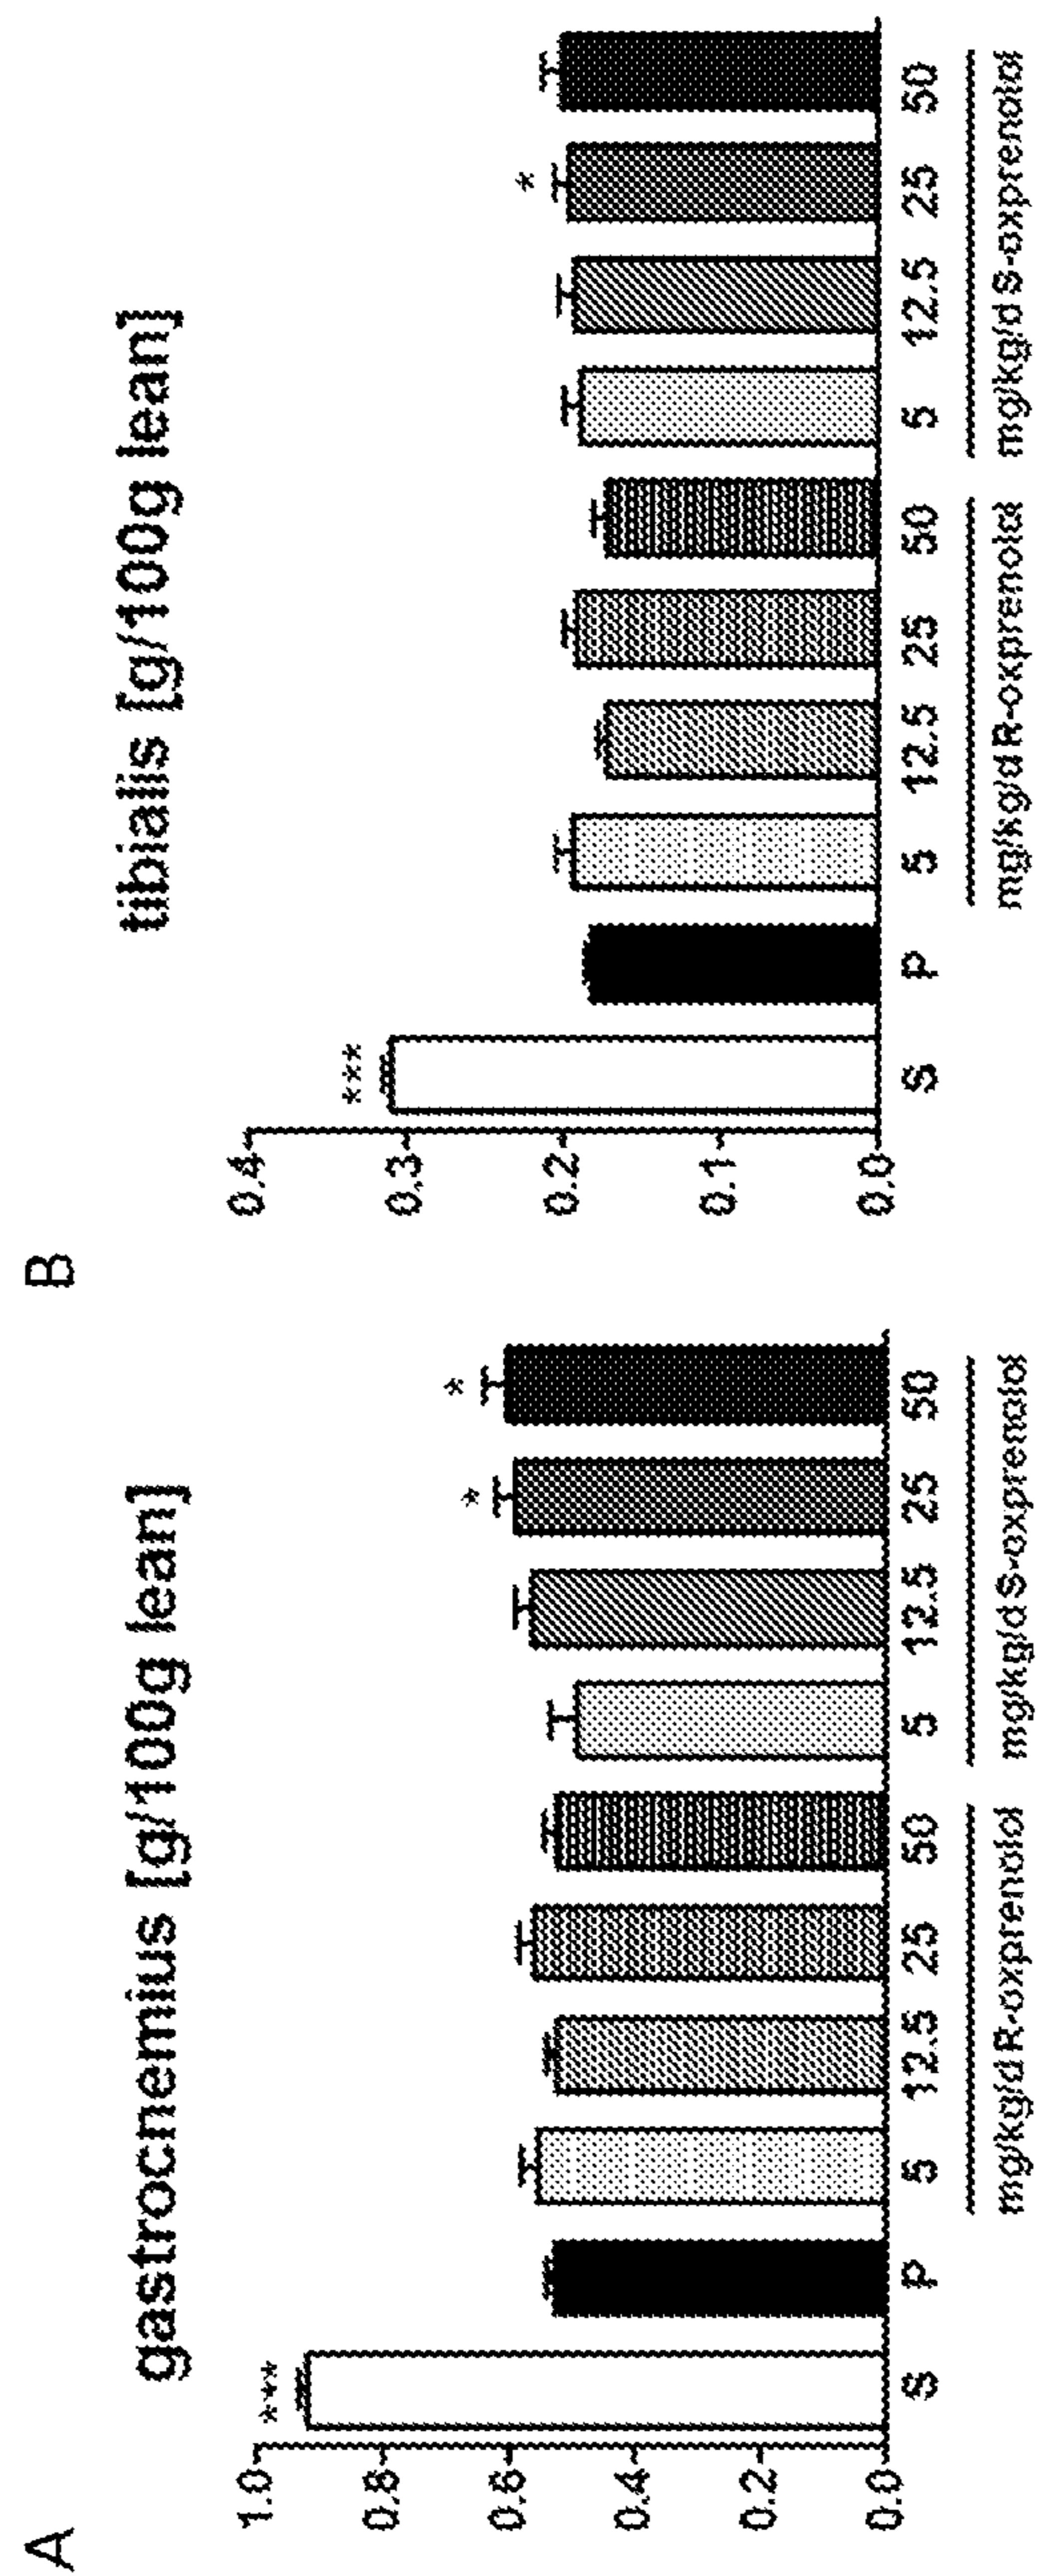 A
gastrocnemius [g/100g lean]
***
*
*
1.0
0.8
0.6
0.4
0.2
0.0
S P 5 12.5 25 50 5 12.5 25 50
mg/kg/d R-oxprenolol mg/kg/d S-oxprenolol
B
tibialis [g/100g lean]
***
*
0.4
0.3
0.2
0.1
0.0
S P 5 12.5 25 50 5 12.5 25 50
mg/kg/d R-oxprenolol mg/kg/d S-oxprenolol